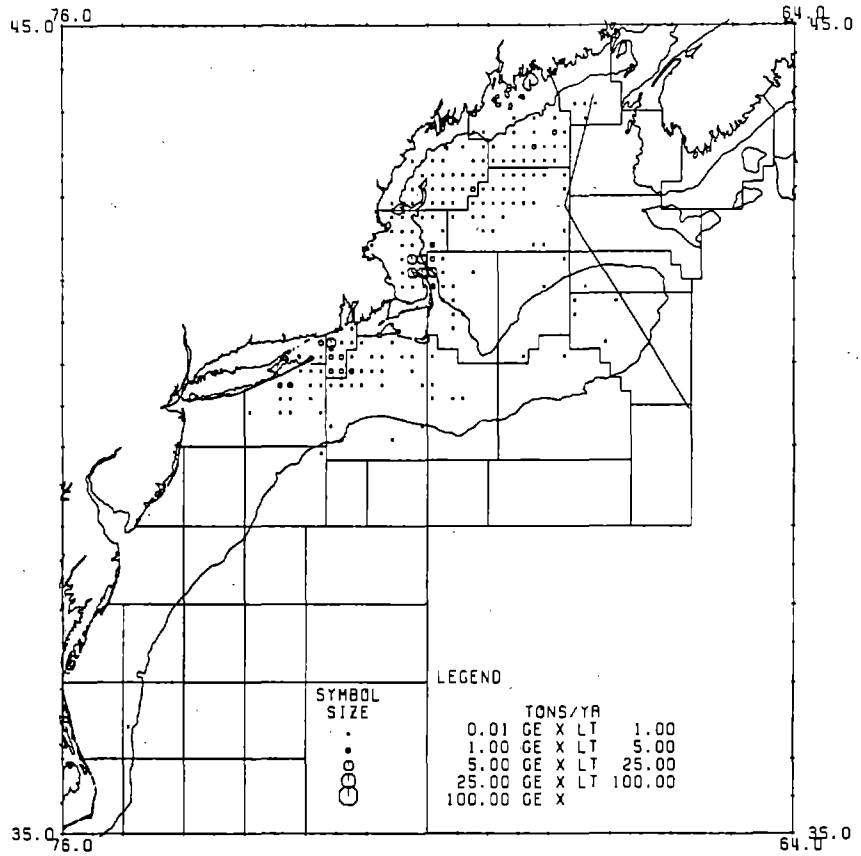 76.0 64.0
45.0 45.0
LEGEND
SYMBOL
SIZE
TONS/YR
0.01 GE X LT 1.00
1.00 GE X LT 5.00
5.00 GE X LT 25.00
25.00 GE X LT 100.00
100.00 GE X
35.0 35.0
76.0 64.0